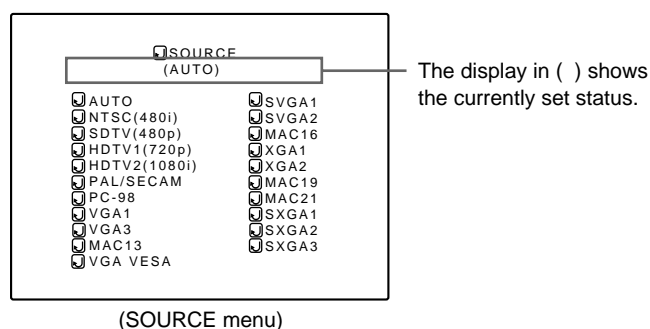 SOURCE
(AUTO)
AUTO
NTSC(480i)
SDTV(480p)
HDTV1(720p)
HDTV2(1080i)
PAL/SECAM
PC-98
VGA1
VGA3
MAC13
VGA VESA
SVGA1
SVGA2
MAC16
XGA1
XGA2
MAC19
MAC21
SXGA1
SXGA2
SXGA3
The display in ( ) shows
the currently set status.
(SOURCE menu)